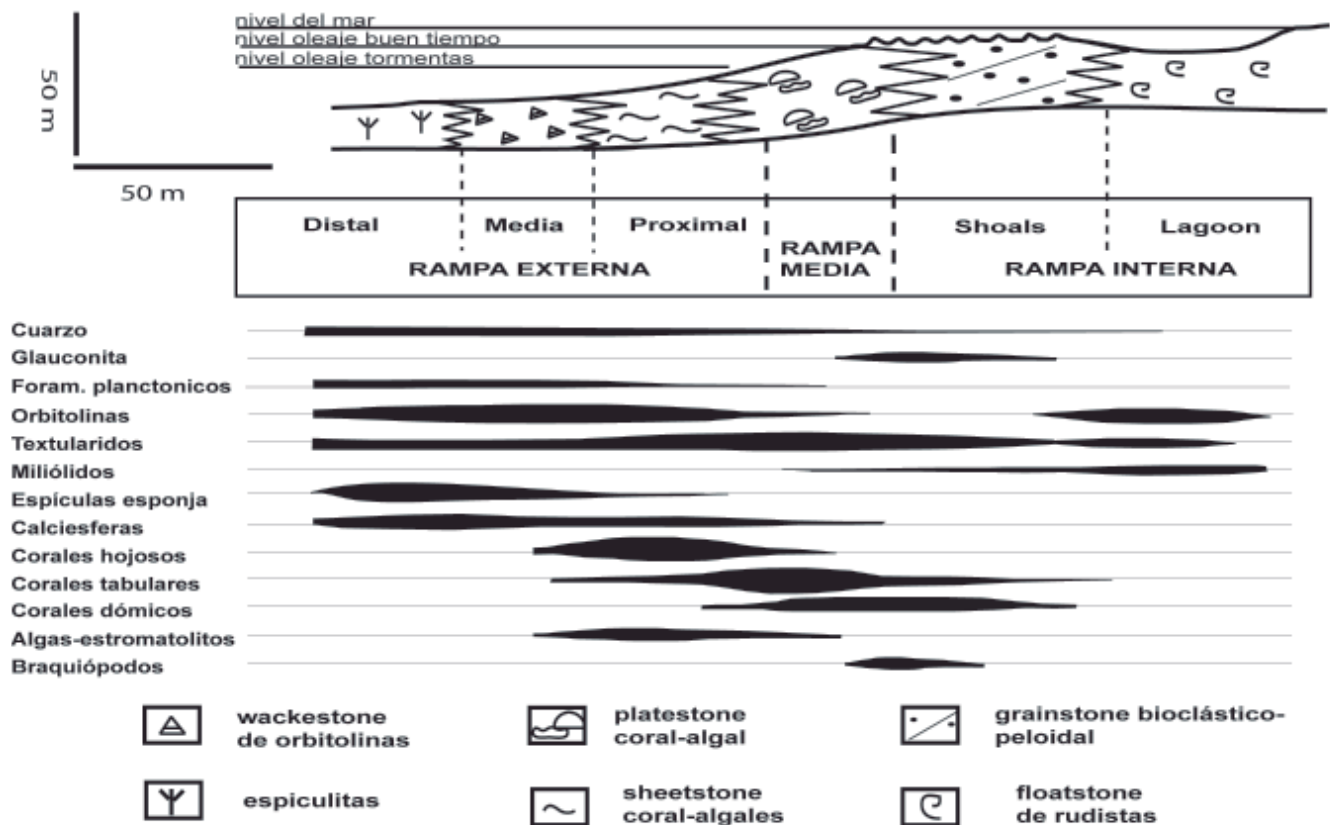 nivel del mar
nivel oleaje buen tiempo
nivel oleaje tormentas
50 m
50 m
Distal
Media
Proximal
RAMPA EXTERNA
RAMPA
MEDIA
Shoals
Lagoon
RAMPA INTERNA
Cuarzo
Glauconita
Foram. planctonicos
Orbitolinas
Textularidos
Miliólidos
Espículas esponja
Calciesferas
Corales hojosos
Corales tabulares
Corales dómicos
Algas-estromatolitos
Braquiópodos
wackestone
de orbitolinas
platestone
coral-algal
grainstone bioclástico-
peloidal
espiculitas
sheetstone
coral-algales
floatstone
de rudistas